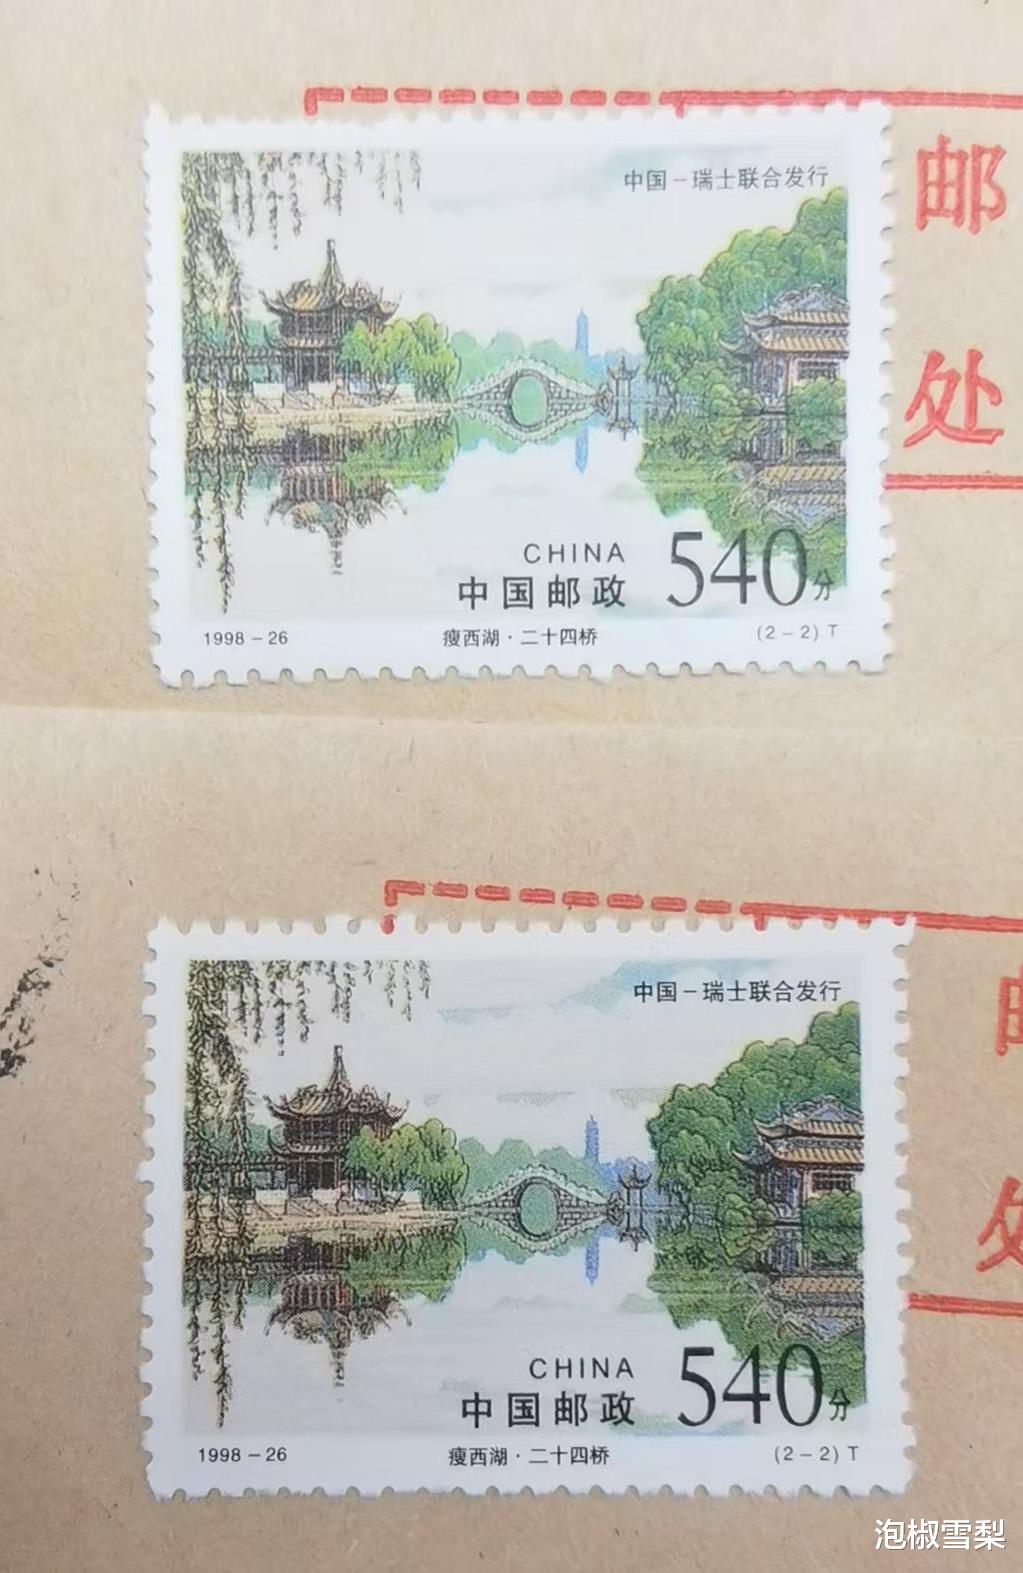 中国－瑞士联合发行
邮
处
CHINA
中国邮政
540分
1998－26
瘦西湖·二十四桥
(2－2) T
中国－瑞士联合发行
处
CHINA
中国邮政
540分
1998－26
瘦西湖·二十四桥
(2－2) T
泡椒雪梨